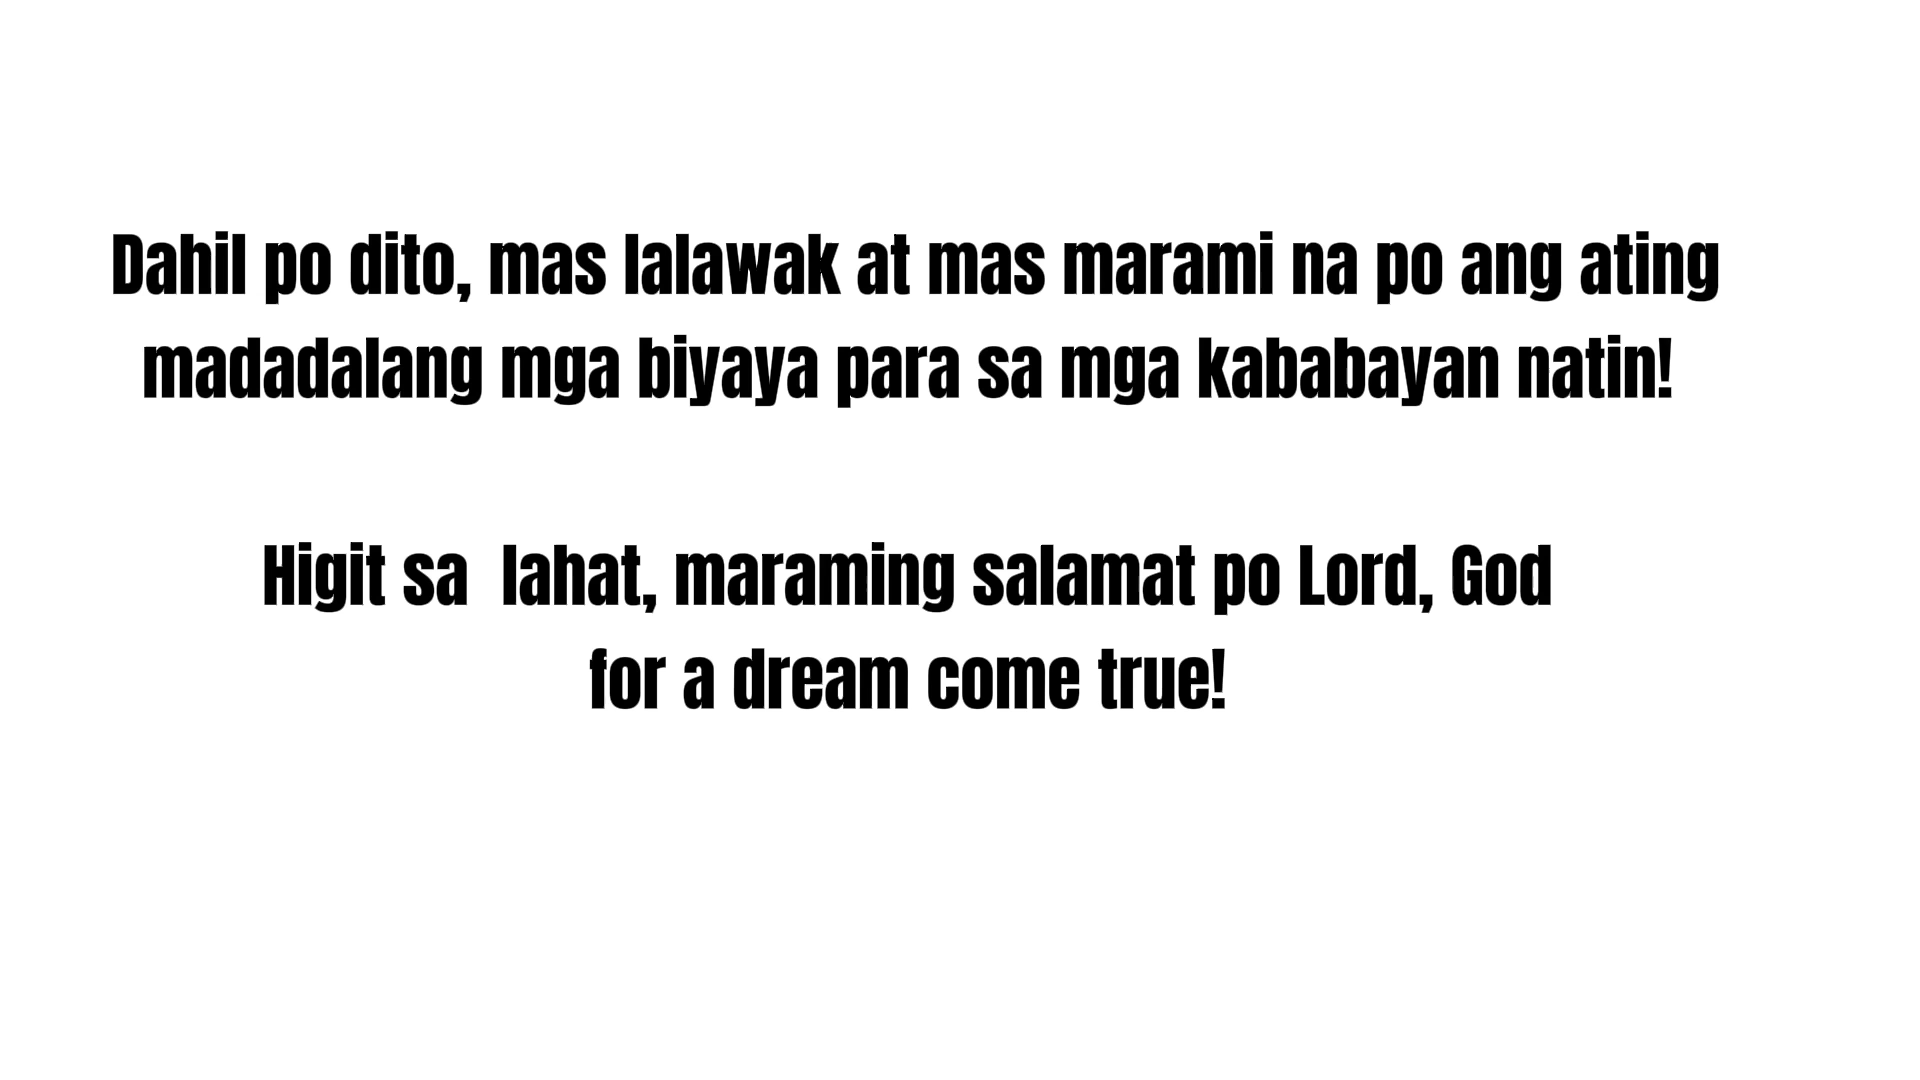 Dahil po dito, mas lalawak at mas marami na po ang ating
madadalang mga biyaya para sa mga kababayan natin!
Higit sa  lahat, maraming salamat po Lord, God
for a dream come true!